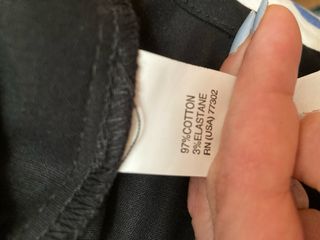 97%COTTON
3%ELASTANE
RN (USA) 77302